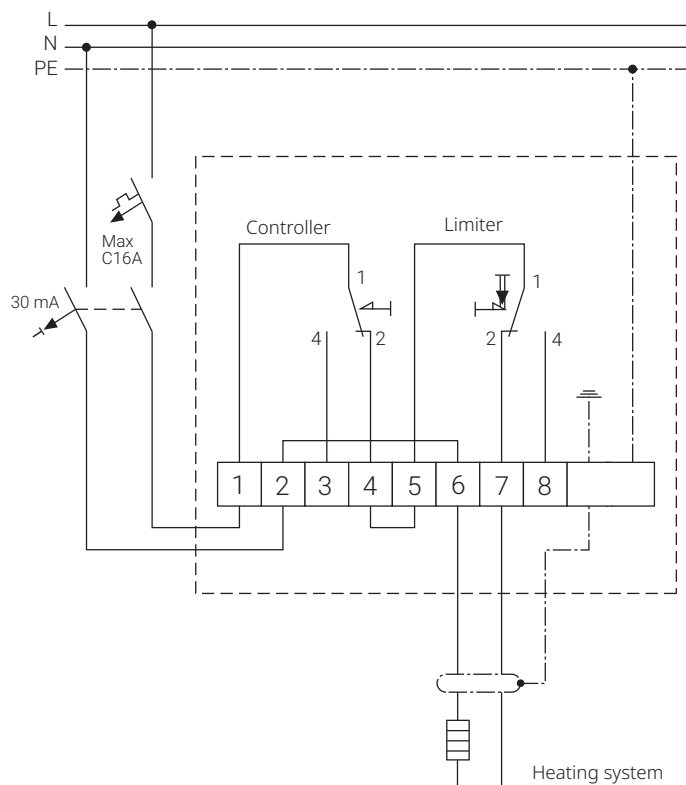 L
N
PE
Controller
Limiter
Max
C16A
30 mA
1
1
4
2
2
4
1 2 3 4 5 6 7 8
Heating system